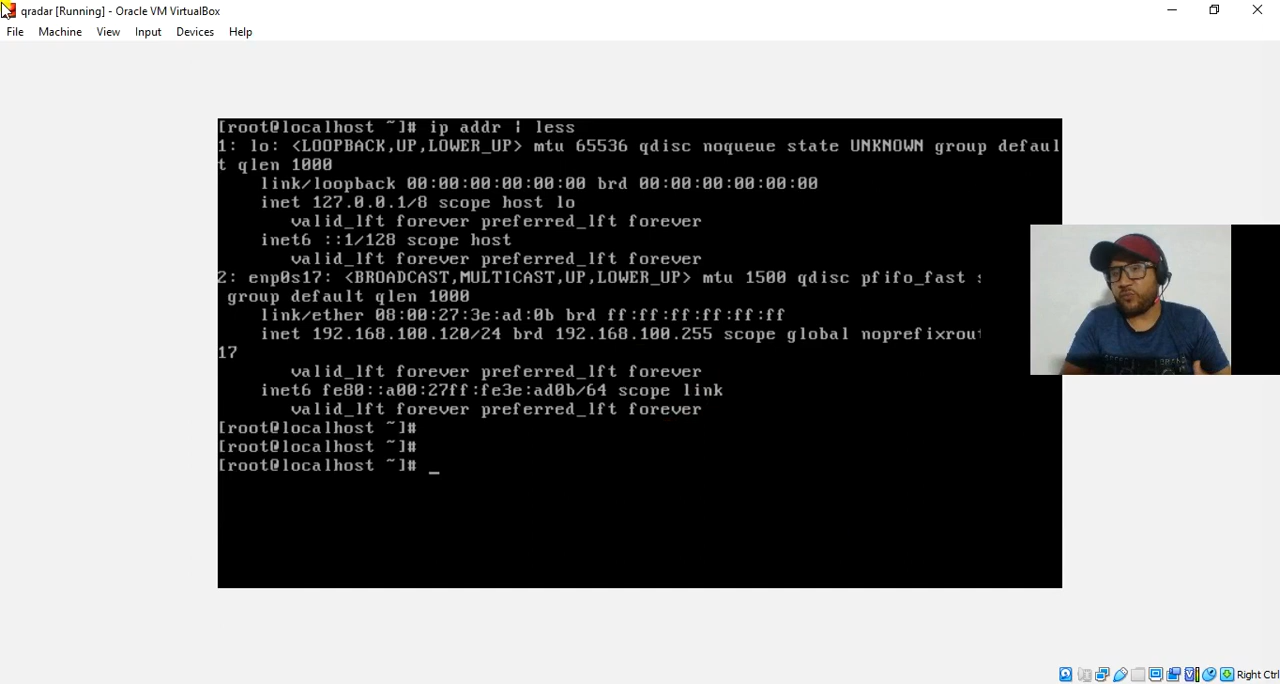 qradar [Running] - Oracle VM VirtualBox
File Machine View Input Devices Help
[root@localhost ~]# ip addr | less
1: lo: <LOOPBACK,UP,LOWER_UP> mtu 65536 qdisc noqueue state UNKNOWN group defaul
t qlen 1000
link/loopback 00:00:00:00:00:00 brd 00:00:00:00:00:00
inet 127.0.0.1/8 scope host lo
valid_lft forever preferred_lft forever
inet6 ::1/128 scope host
valid_lft forever preferred_lft forever
2: enp0s17: <BROADCAST,MULTICAST,UP,LOWER_UP> mtu 1500 qdisc pfifo_fast
group default qlen 1000
link/ether 08:00:27:3e:ad:0b brd ff:ff:ff:ff:ff:ff
inet 192.168.100.120/24 brd 192.168.100.255 scope global noprefixrou
17
valid_lft forever preferred_lft forever
inet6 fe80::a00:27ff:fe3e:ad0b/64 scope link
valid_lft forever preferred_lft forever
[root@localhost ~]#
[root@localhost ~]#
[root@localhost ~]# _
Right Ctrl